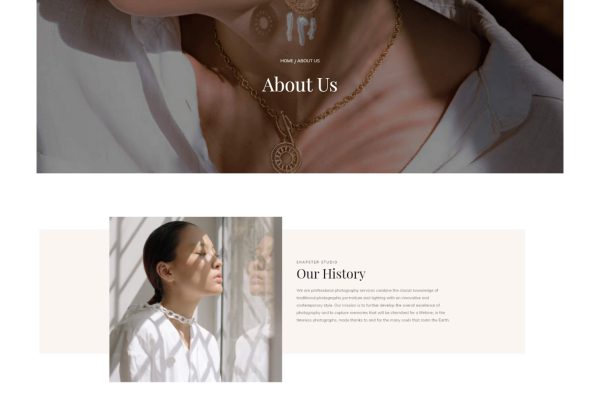 HOME / ABOUT US
About Us
SNAPSTER STUDIO
Our History
We are professional photography services combine the crucial knowledge of
traditional photographic portraiture and lighting with an innovative and
contemporary style. Our mission is to further develop the overall excellence of
photography and to capture memories that will be cherished for a lifetime, in the
timeless photographs, made thanks to and for the many souls that roam the Earth.